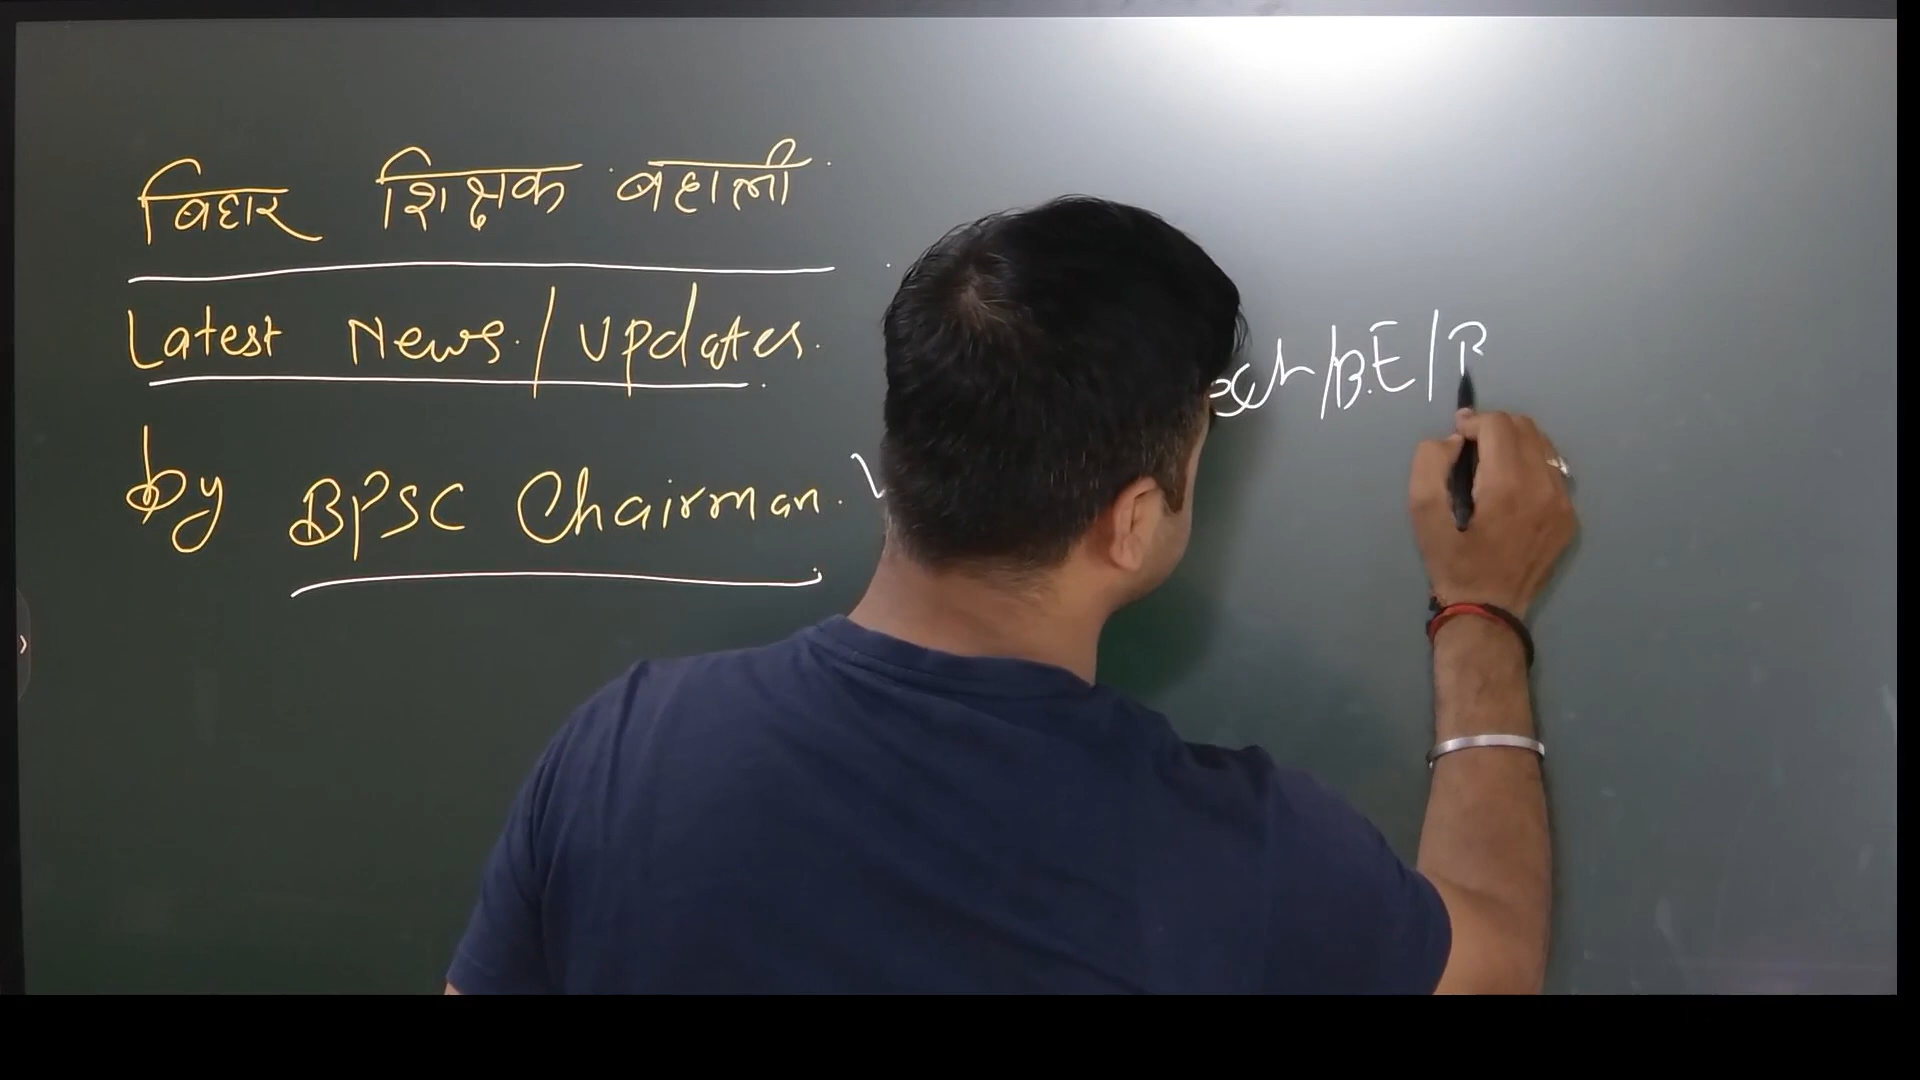 बिहार शिक्षक बहाली
Latest News / Updates.
by BPSC Chairman.
/B.E/